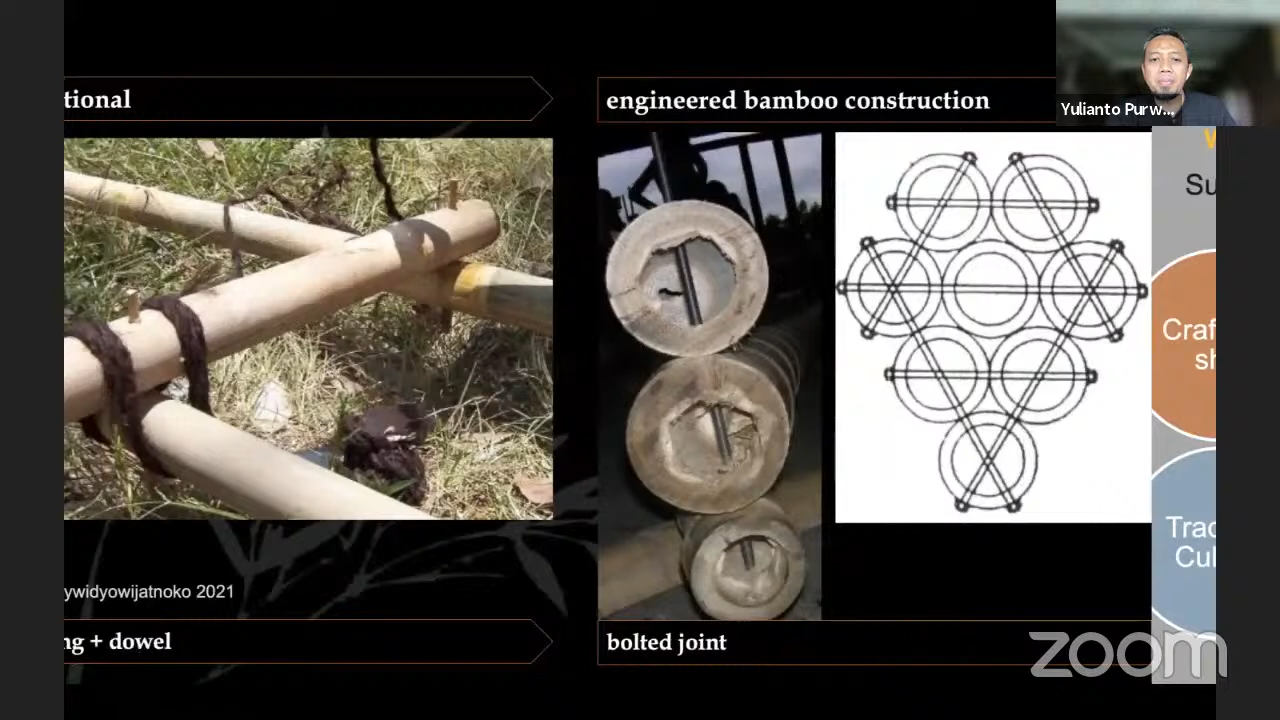 tional
engineered bamboo construction
Yulianto Purw...
Su
Craf
sh
ywidyowijatnoko 2021
Trad
Cul
ng + dowel
bolted joint
zoom